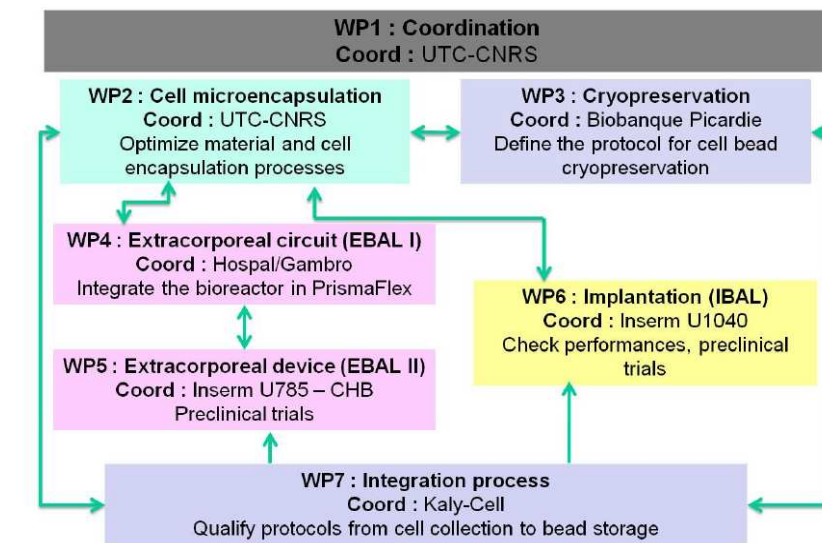 WP1 : Coordination
Coord : UTC-CNRS
WP2 : Cell microencapsulation
Coord : UTC-CNRS
Optimize material and cell
encapsulation processes
WP3 : Cryopreservation
Coord : Biobanque Picardie
Define the protocol for cell bead
cryopreservation
WP4 : Extracorporeal circuit (EBAL I)
Coord : Hospal/Gambro
Integrate the bioreactor in PrismaFlex
WP6 : Implantation (IBAL)
Coord : Inserm U1040
Check performances, preclinical
trials
WP5 : Extracorporeal device (EBAL II)
Coord : Inserm U785 – CHB
Preclinical trials
WP7 : Integration process
Coord : Kaly-Cell
Qualify protocols from cell collection to bead storage